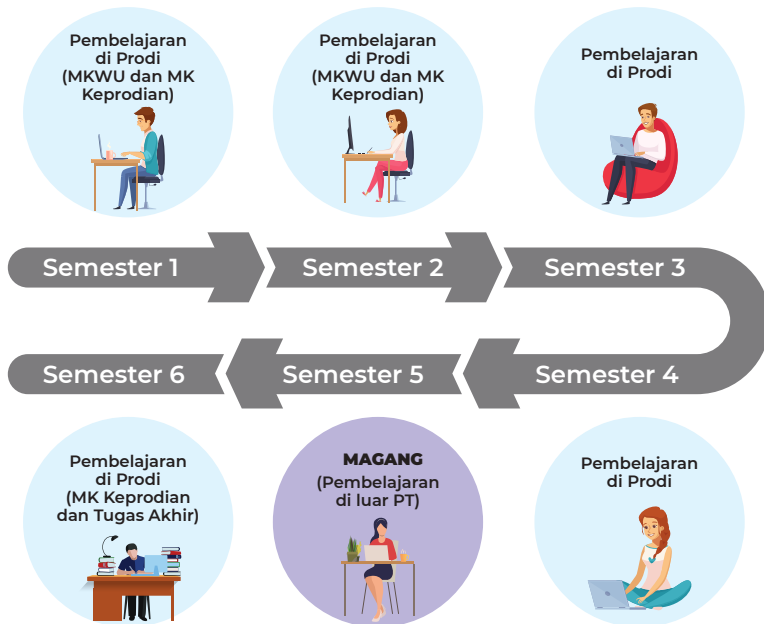 Pembelajaran
di Prodi
(MKWU dan MK
Keprodian)
Pembelajaran
di Prodi
(MKWU dan MK
Keprodian)
Pembelajaran
di Prodi
Semester 1
Semester 2
Semester 3
Semester 4
Semester 5
Semester 6
Pembelajaran
di Prodi
MAGANG
(Pembelajaran
di luar PT)
Pembelajaran
di Prodi
(MK Keprodian
dan Tugas Akhir)